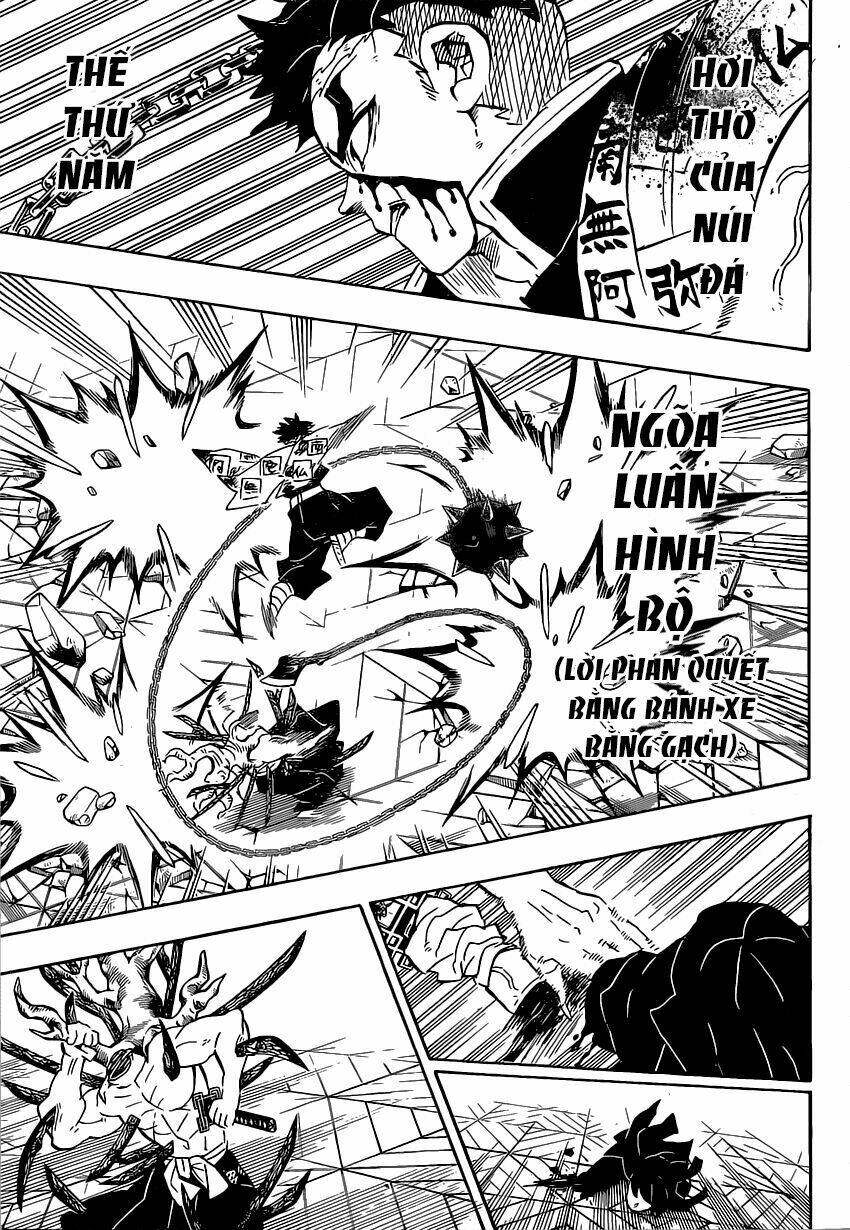 HƠI
THỞ
CỦA
NÚI
ĐÁ
THẾ
THỨ
NĂM
無
阿
弥
NGÕA
LUÂN
HÌNH
BỘ
(LỜI PHÁN QUYẾT
BẰNG BÁNH XE
BẰNG GẠCH)